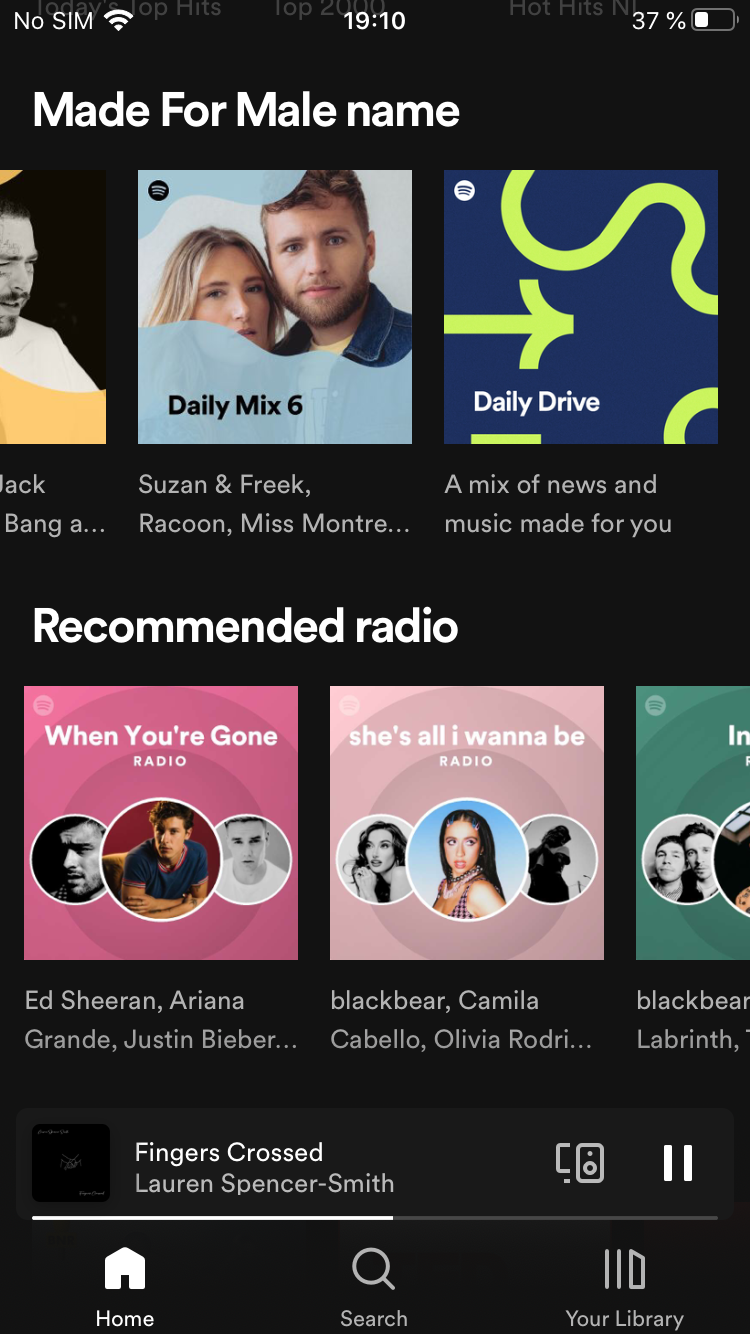 Today's Top Hits Top 2000 Hot Hits NL
No SIM 19:10 37 %
Made For Male name
Daily Mix 6
Daily Drive
Jack
Bang a...
Suzan & Freek,
Racoon, Miss Montre...
A mix of news and
music made for you
Recommended radio
When You're Gone
RADIO
she's all i wanna be
RADIO
In
Ed Sheeran, Ariana
Grande, Justin Bieber...
blackbear, Camila
Cabello, Olivia Rodri...
blackbear
Labrinth,
Fingers Crossed
Lauren Spencer-Smith
Home
Search
Your Library